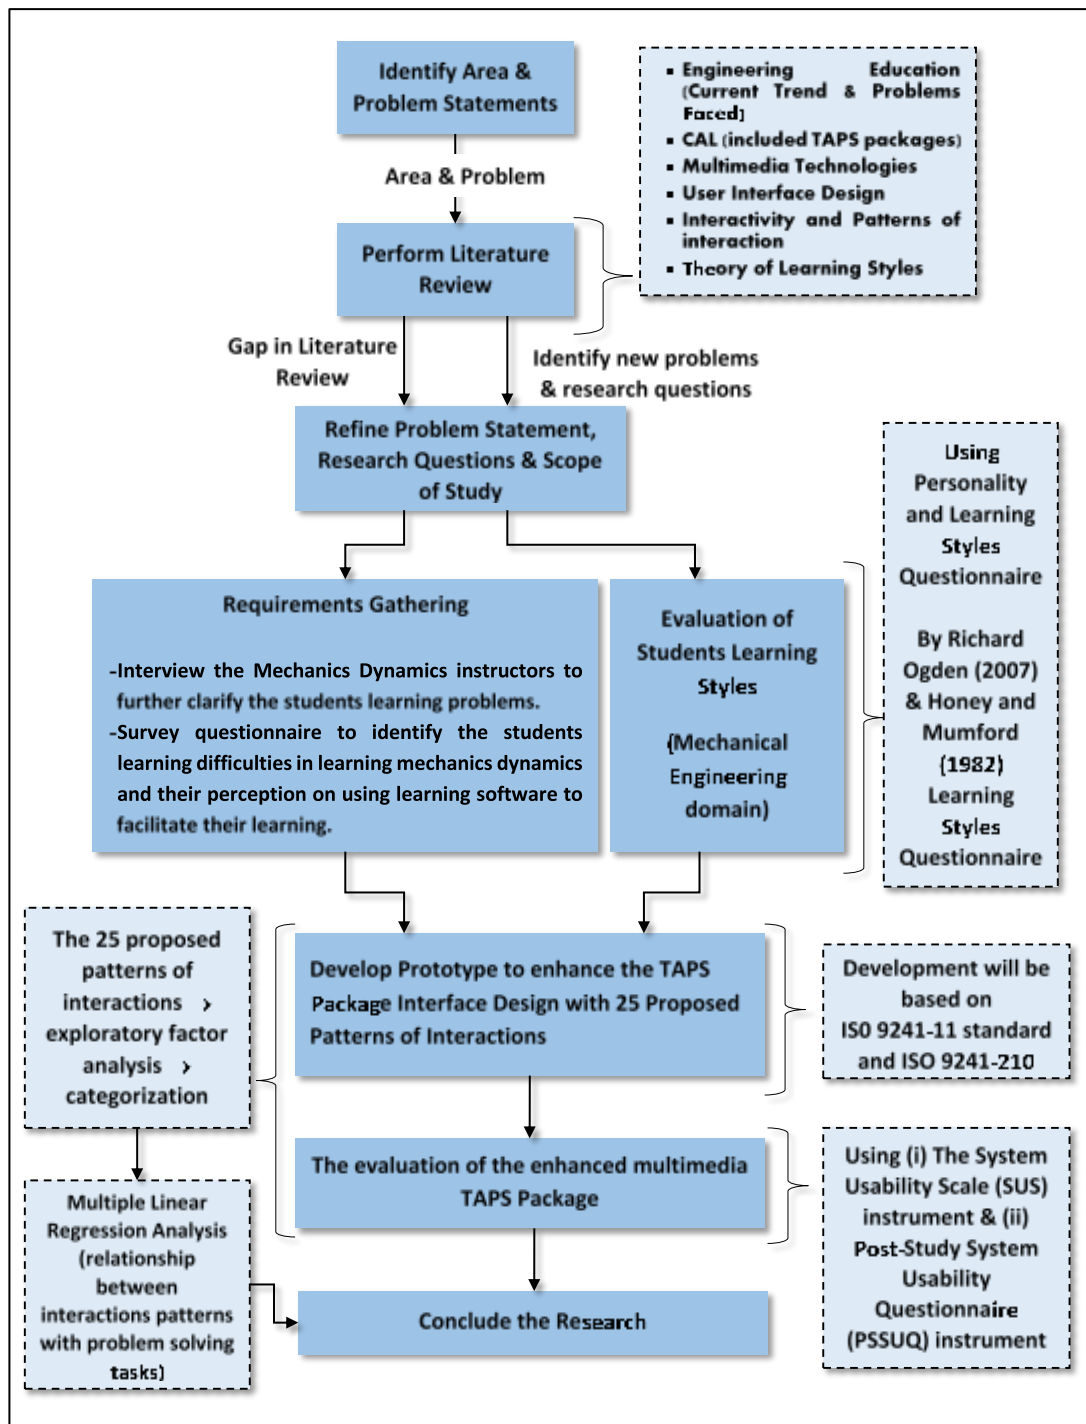 Identify Area &
Problem Statements
▪ Engineering Education
(Current Trend & Problems
Faced)
▪ CAL (included TAPS packages)
▪ Multimedia Technologies
▪ User Interface Design
▪ Interactivity and Patterns of
interaction
▪ Theory of Learning Styles
Area & Problem
Perform Literature
Review
Gap in Literature
Review
Identify new problems
& research questions
Refine Problem Statement,
Research Questions & Scope
of Study
Requirements Gathering
-Interview the Mechanics Dynamics instructors to
further clarify the students learning problems.
-Survey questionnaire to identify the students
learning difficulties in learning mechanics dynamics
and their perception on using learning software to
facilitate their learning.
Evaluation of
Students Learning
Styles
(Mechanical
Engineering
domain)
Using
Personality
and Learning
Styles
Questionnaire
By Richard
Ogden (2007)
& Honey and
Mumford
(1982)
Learning
Styles
Questionnaire
The 25 proposed
patterns of
interactions >
exploratory factor
analysis >
categorization
Develop Prototype to enhance the TAPS
Package Interface Design with 25 Proposed
Patterns of Interactions
Development will be
based on
IS0 9241-11 standard
and ISO 9241-210
The evaluation of the enhanced multimedia
TAPS Package
Using (i) The System
Usability Scale (SUS)
instrument & (ii)
Post-Study System
Usability
Questionnaire
(PSSUQ) instrument
Multiple Linear
Regression Analysis
(relationship
between
interactions patterns
with problem solving
tasks)
Conclude the Research